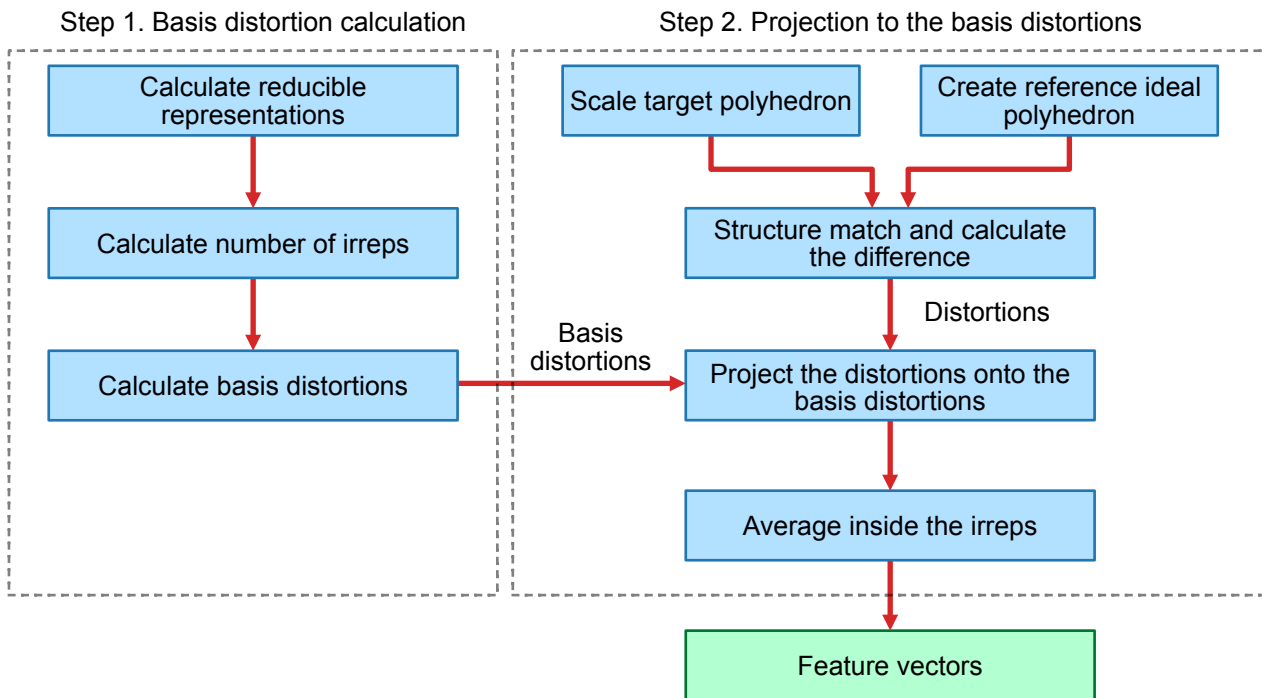 Step 1. Basis distortion calculation
Calculate reducible
representations
Calculate number of irreps
Calculate basis distortions
Basis
distortions
Step 2. Projection to the basis distortions
Scale target polyhedron
Create reference ideal
polyhedron
Structure match and calculate
the difference
Distortions
Project the distortions onto the
basis distortions
Average inside the irreps
Feature vectors